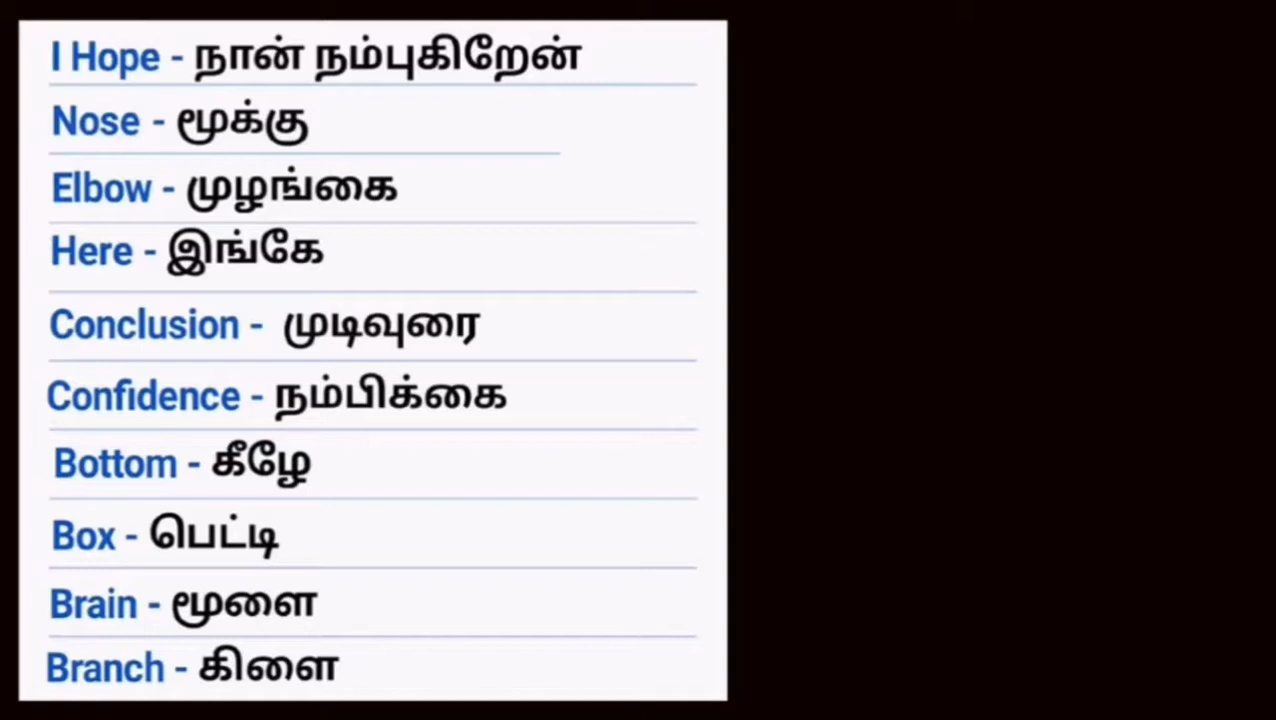 I Hope - நான் நம்புகிறேன்
Nose - மூக்கு
Elbow - முழங்கை
Here - இங்கே
Conclusion - முடிவுரை
Confidence - நம்பிக்கை
Bottom - கீழே
Box - பெட்டி
Brain - மூளை
Branch - கிளை